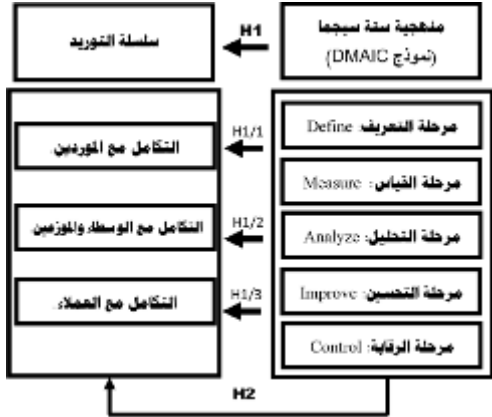 منهجية ستة سيجما
(نموذج DMAIC)
H1
سلسلة التوريد
مرحلة التعريف: Define
H1/1
التكامل مع الموردين.
مرحلة القياس: Measure
مرحلة التحليل: Analyze
H1/2
التكامل مع الوسطاء والموزعين.
مرحلة التحسين: Improve
H1/3
التكامل مع العملاء.
مرحلة الرقابة: Control
H2